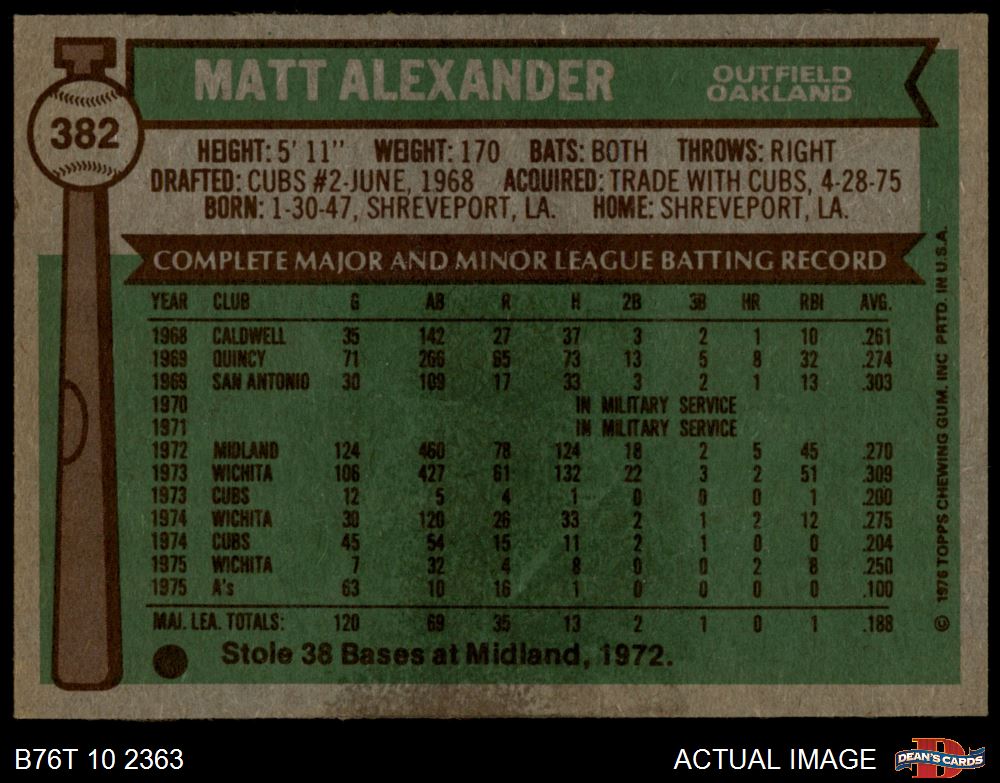 MATT ALEXANDER
OUTFIELD
OAKLAND
382
HEIGHT: 5' 11" WEIGHT: 170 BATS: BOTH THROWS: RIGHT
DRAFTED: CUBS #2-JUNE, 1968 ACQUIRED: TRADE WITH CUBS, 4-28-75
BORN: 1-30-47, SHREVEPORT, LA. HOME: SHREVEPORT, LA.
COMPLETE MAJOR AND MINOR LEAGUE BATTING RECORD
YEAR CLUB G AB R H 2B 3B HR RBI AVG.
1968 CALDWELL 35 142 27 37 3 2 1 10 .261
1969 QUINCY 71 266 65 73 13 5 8 32 .274
1969 SAN ANTONIO 30 109 17 33 3 2 1 13 .303
1970 IN MILITARY SERVICE
1971 IN MILITARY SERVICE
1972 MIDLAND 124 460 78 124 18 2 5 45 .270
1973 WICHITA 106 427 61 132 22 3 2 51 .309
1973 CUBS 12 5 4 1 0 0 0 1 .200
1974 WICHITA 30 120 26 33 2 1 2 12 .275
1974 CUBS 45 54 15 11 2 1 0 0 .204
1975 WICHITA 7 32 4 8 0 0 2 8 .250
1975 A's 63 10 16 1 0 0 0 0 .100
MAJ. LEA. TOTALS: 120 69 35 13 2 1 0 1 .188
Stole 38 Bases at Midland, 1972.
© 1976 TOPPS CHEWING GUM, INC PRTD. IN U.S.A.
B76T 10 2363
ACTUAL IMAGE
D
DEAN'S CARDS